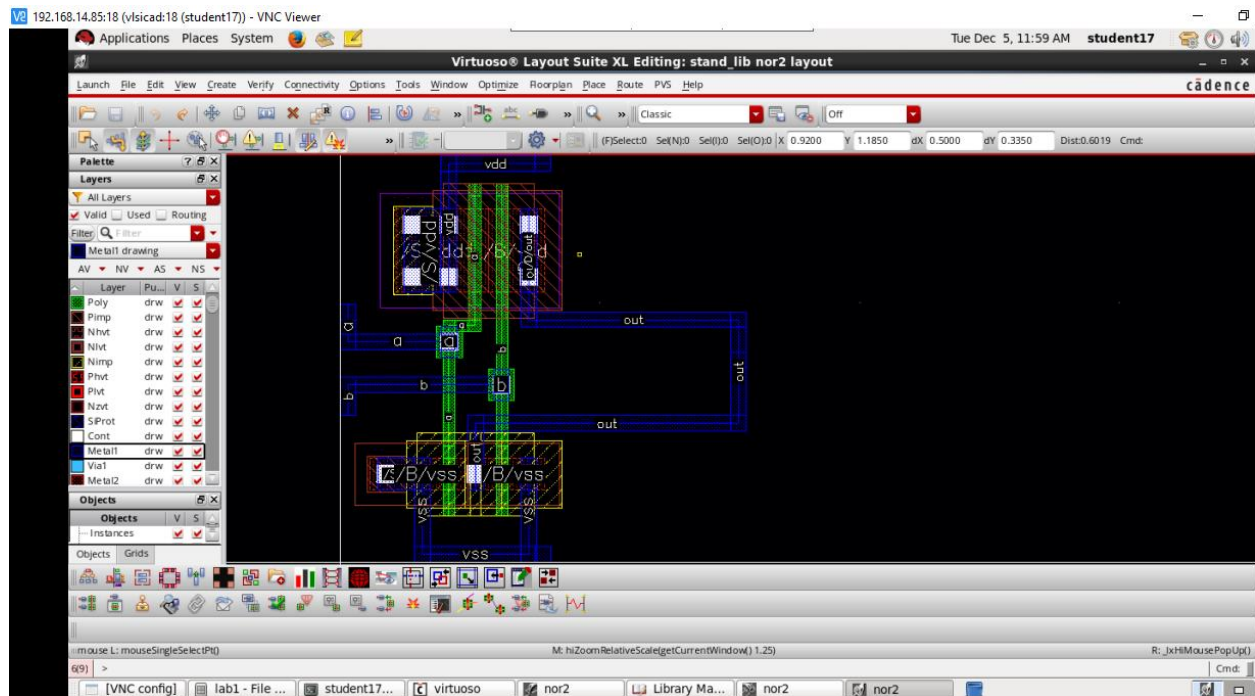 192.168.14.85:18 (vlsicad:18 (student17)) - VNC Viewer
Applications Places System Tue Dec 5, 11:59 AM student17
Virtuoso® Layout Suite XL Editing: stand_lib nor2 layout
Launch File Edit View Create Verify Connectivity Options Tools Window Optimize Floorplan Place Route PVS Help cādence
Classic Off
(F)Select:0 Sel(N):0 Sel(I):0 Sel(O):0 X 0.9200 Y 1.1850 dX 0.5000 dY 0.3350 Dist:0.6019 Cmd:
Palette
Layers
All Layers
Valid Used Routing
Filter Filter
Metal1 drawing
AV NV AS NS
Layer Pu... V S
Poly drw
Pimp drw
Nhvt drw
Nlvt drw
Nimp drw
Phvt drw
Plvt drw
Nzvt drw
SiProt drw
Cont drw
Metal1 drw
Via1 drw
Metal2 drw
Objects
Objects V S
Instances
Objects Grids
vdd
vdd
/S/vdd
/D/out
a
out
a
a
a
b
out
b
b
b
a
out
out
/B/vss /B/vss
vss vss
vss
mouse L: mouseSingleSelectPt() M: hiZoomRelativeScale(getCurrentWindow() 1.25) R: _lxHiMousePopUp()
6(9) > Cmd:
[VNC config] lab1 - File ... student17... virtuoso nor2 Library Ma... nor2 nor2